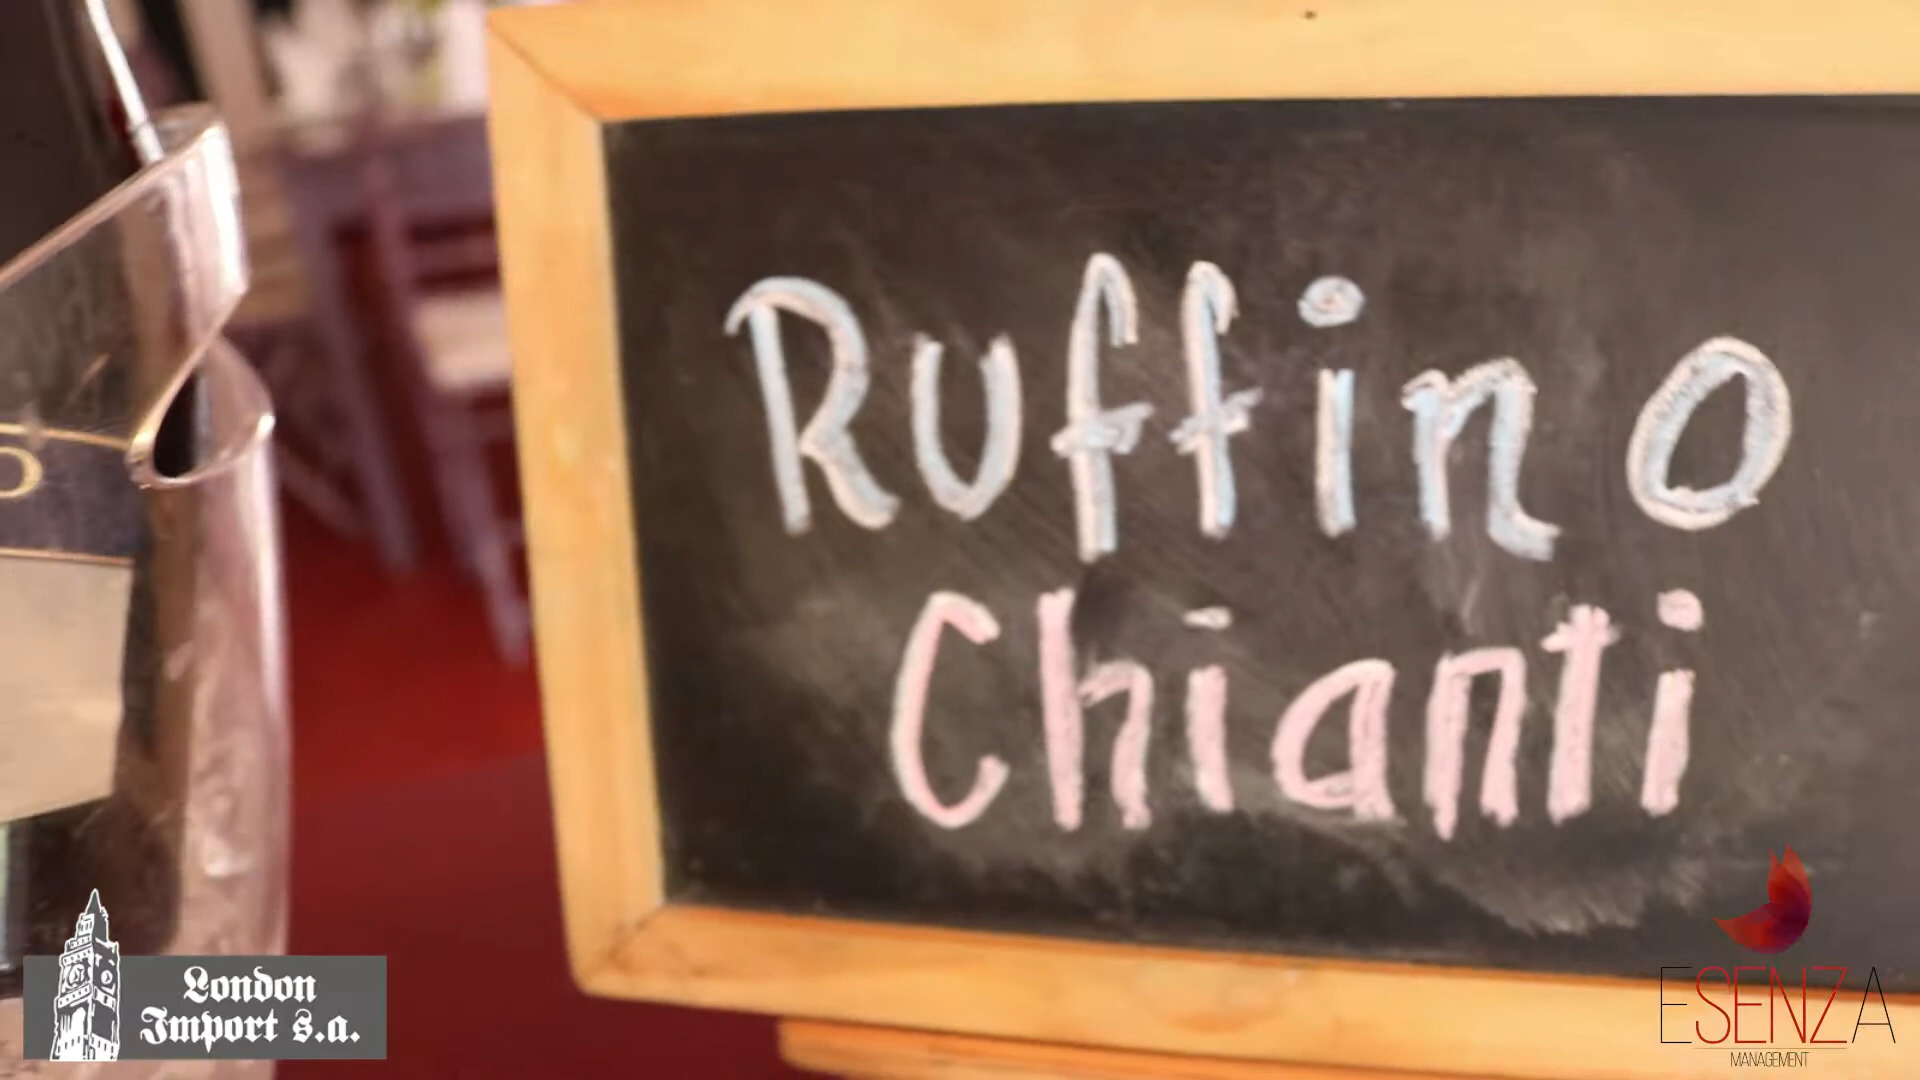 Ruffino
Chianti
London
Import s.a.
ESENZA
MANAGEMENT